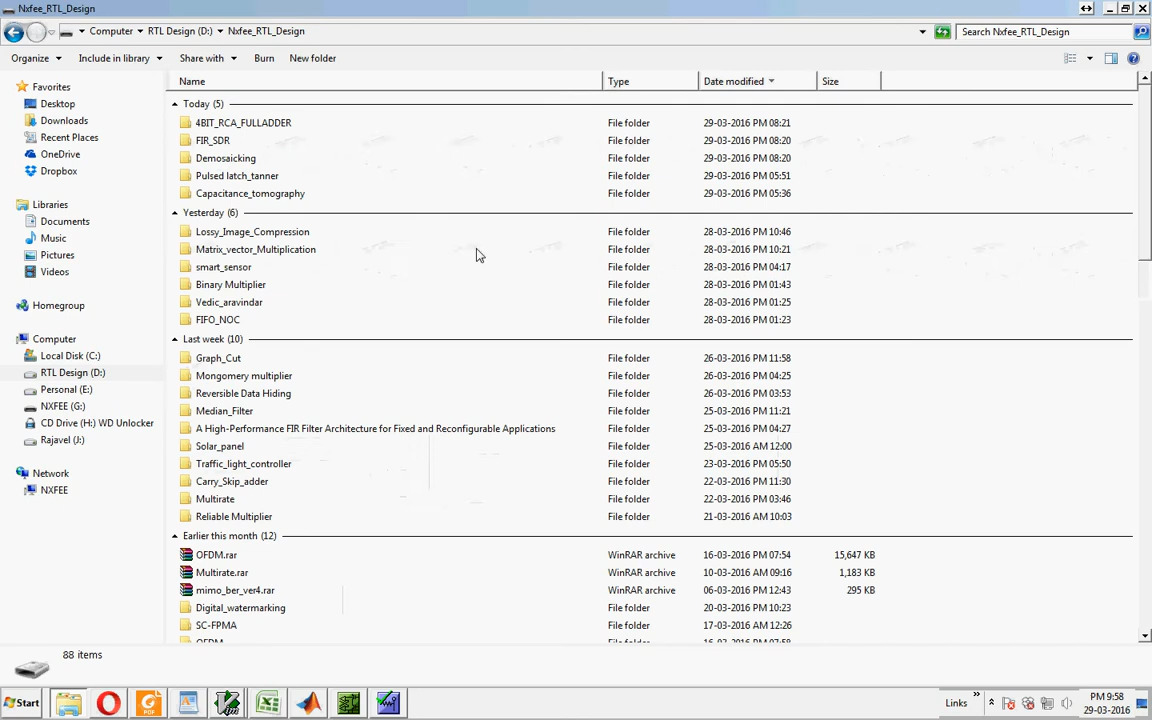 Nxfee_RTL_Design
Computer RTL Design (D:) Nxfee_RTL_Design
Search Nxfee_RTL_Design
Organize Include in library Share with Burn New folder
Name Type Date modified Size
Favorites
Desktop
Downloads
Recent Places
OneDrive
Dropbox
Libraries
Documents
Music
Pictures
Videos
Homegroup
Computer
Local Disk (C:)
RTL Design (D:)
Personal (E:)
NXFEE (G:)
CD Drive (H:) WD Unlocker
Rajavel (J:)
Network
NXFEE
Today (5)
4BIT_RCA_FULLADDER File folder 29-03-2016 PM 08:21
FIR_SDR File folder 29-03-2016 PM 08:20
Demosaicking File folder 29-03-2016 PM 08:20
Pulsed latch_tanner File folder 29-03-2016 PM 05:51
Capacitance_tomography File folder 29-03-2016 PM 05:36
Yesterday (6)
Lossy_Image_Compression File folder 28-03-2016 PM 10:46
Matrix_vector_Multiplication File folder 28-03-2016 PM 10:21
smart_sensor File folder 28-03-2016 PM 04:17
Binary Multiplier File folder 28-03-2016 PM 01:43
Vedic_aravindar File folder 28-03-2016 PM 01:25
FIFO_NOC File folder 28-03-2016 PM 01:23
Last week (10)
Graph_Cut File folder 26-03-2016 PM 11:58
Mongomery multiplier File folder 26-03-2016 PM 04:25
Reversible Data Hiding File folder 26-03-2016 PM 03:53
Median_Filter File folder 25-03-2016 PM 11:21
A High-Performance FIR Filter Architecture for Fixed and Reconfigurable Applications File folder 25-03-2016 PM 04:27
Solar_panel File folder 25-03-2016 AM 12:00
Traffic_light_controller File folder 23-03-2016 PM 05:50
Carry_Skip_adder File folder 22-03-2016 PM 11:30
Multirate File folder 22-03-2016 PM 03:46
Reliable Multiplier File folder 21-03-2016 AM 10:03
Earlier this month (12)
OFDM.rar WinRAR archive 16-03-2016 PM 07:54 15,647 KB
Multirate.rar WinRAR archive 10-03-2016 AM 09:16 1,183 KB
mimo_ber_ver4.rar WinRAR archive 06-03-2016 PM 12:43 295 KB
Digital_watermarking File folder 20-03-2016 PM 10:23
SC-FPMA File folder 17-03-2016 AM 12:26
OFDM File folder 16-03-2016 PM 07:58
88 items
Start
PDF
Links
PM 9:58
29-03-2016